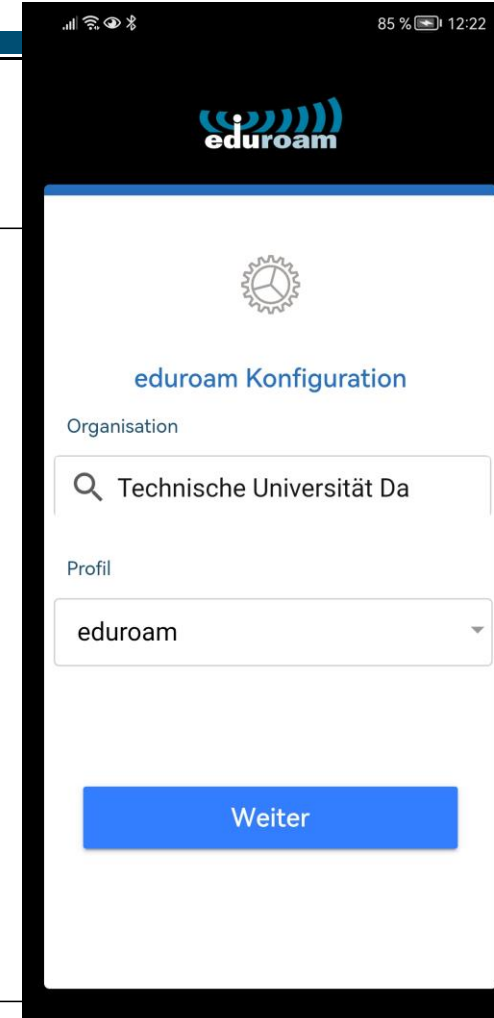 85 % 12:22
eduroam
eduroam Konfiguration
Organisation
Technische Universität Da
Profil
eduroam
Weiter